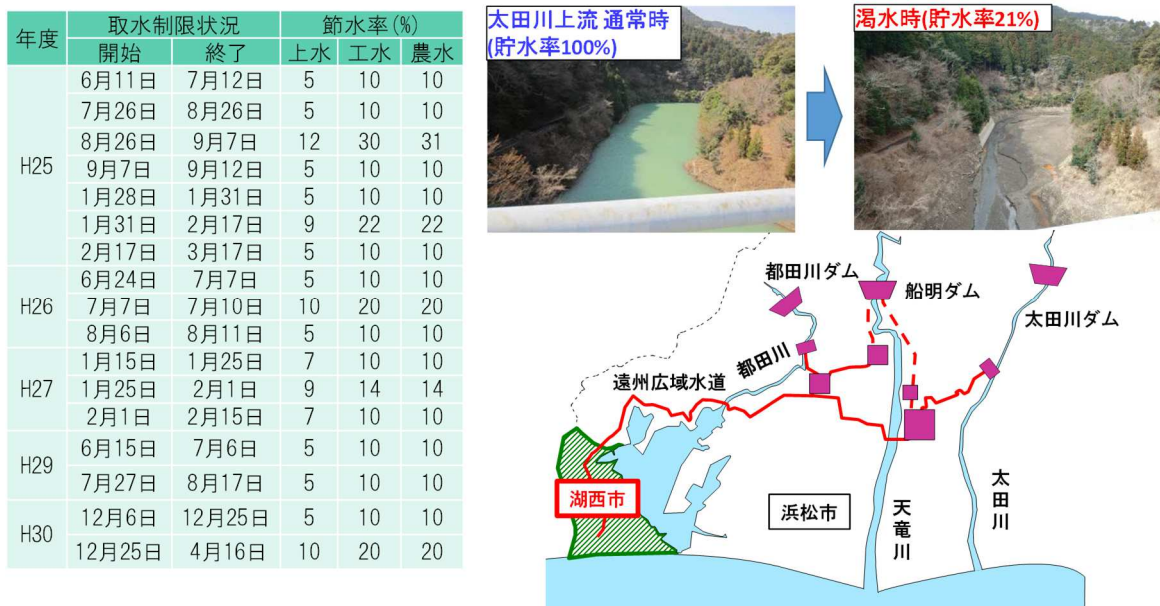 年度 取水制限状況 節水率(%)
開始 終了 上水 工水 農水
H25
6月11日 7月12日 5 10 10
7月26日 8月26日 5 10 10
8月26日 9月7日 12 30 31
9月7日 9月12日 5 10 10
1月28日 1月31日 5 10 10
1月31日 2月17日 9 22 22
2月17日 3月17日 5 10 10
H26
6月24日 7月7日 5 10 10
7月7日 7月10日 10 20 20
8月6日 8月11日 5 10 10
H27
1月15日 1月25日 7 10 10
1月25日 2月1日 9 14 14
2月1日 2月15日 7 10 10
H29
6月15日 7月6日 5 10 10
7月27日 8月17日 5 10 10
H30
12月6日 12月25日 5 10 10
12月25日 4月16日 10 20 20
太田川上流 通常時
(貯水率100%)
渇水時(貯水率21%)
都田川ダム
船明ダム
太田川ダム
都田川
遠州広域水道
湖西市
浜松市
天竜川
太田川